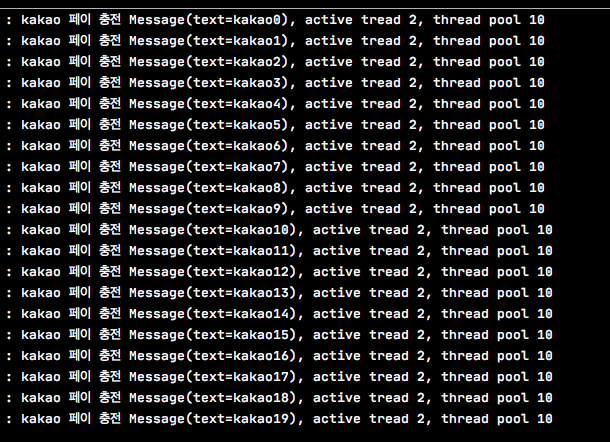 : kakao 페이 충전 Message(text=kakao0), active tread 2, thread pool 10
: kakao 페이 충전 Message(text=kakao1), active tread 2, thread pool 10
: kakao 페이 충전 Message(text=kakao2), active tread 2, thread pool 10
: kakao 페이 충전 Message(text=kakao3), active tread 2, thread pool 10
: kakao 페이 충전 Message(text=kakao4), active tread 2, thread pool 10
: kakao 페이 충전 Message(text=kakao5), active tread 2, thread pool 10
: kakao 페이 충전 Message(text=kakao6), active tread 2, thread pool 10
: kakao 페이 충전 Message(text=kakao7), active tread 2, thread pool 10
: kakao 페이 충전 Message(text=kakao8), active tread 2, thread pool 10
: kakao 페이 충전 Message(text=kakao9), active tread 2, thread pool 10
: kakao 페이 충전 Message(text=kakao10), active tread 2, thread pool 10
: kakao 페이 충전 Message(text=kakao11), active tread 2, thread pool 10
: kakao 페이 충전 Message(text=kakao12), active tread 2, thread pool 10
: kakao 페이 충전 Message(text=kakao13), active tread 2, thread pool 10
: kakao 페이 충전 Message(text=kakao14), active tread 2, thread pool 10
: kakao 페이 충전 Message(text=kakao15), active tread 2, thread pool 10
: kakao 페이 충전 Message(text=kakao16), active tread 2, thread pool 10
: kakao 페이 충전 Message(text=kakao17), active tread 2, thread pool 10
: kakao 페이 충전 Message(text=kakao18), active tread 2, thread pool 10
: kakao 페이 충전 Message(text=kakao19), active tread 2, thread pool 10